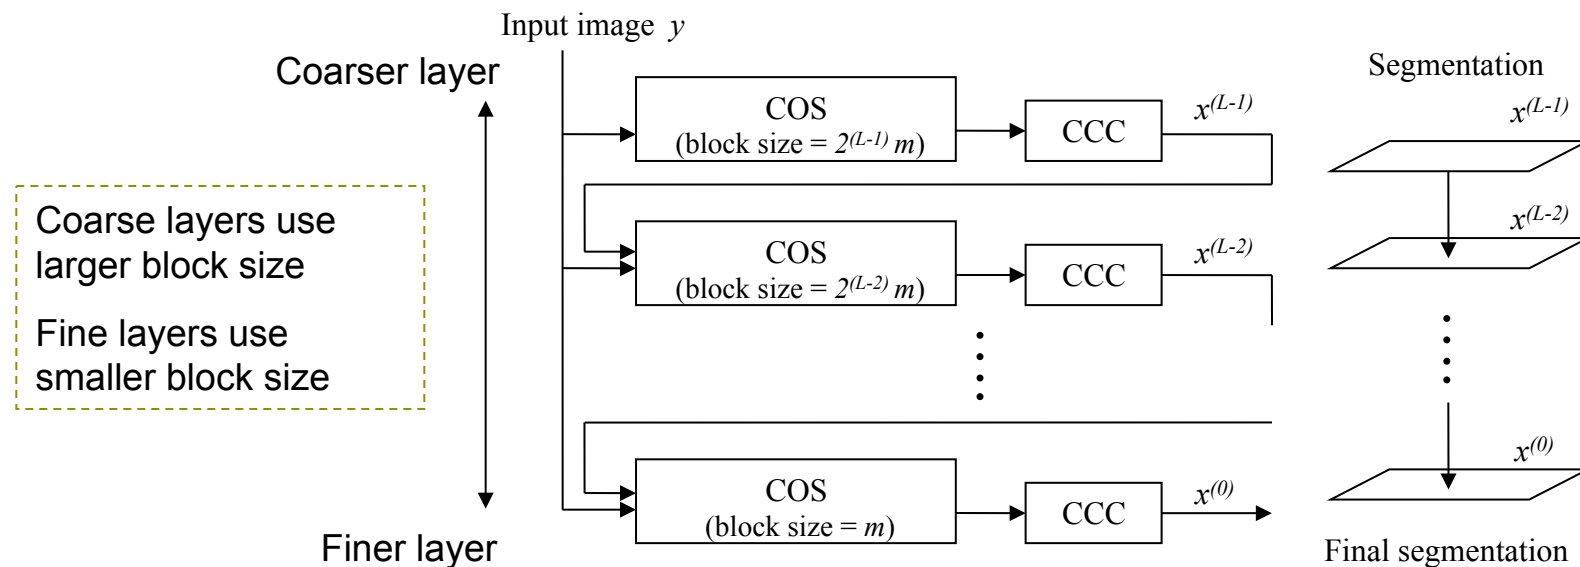 Input image y
Coarser layer
Segmentation
COS
(block size = 2^(L-1) m)
CCC
x^(L-1)
x^(L-1)
Coarse layers use
larger block size
Fine layers use
smaller block size
COS
(block size = 2^(L-2) m)
CCC
x^(L-2)
x^(L-2)
COS
(block size = m)
CCC
x^(0)
x^(0)
Finer layer
Final segmentation